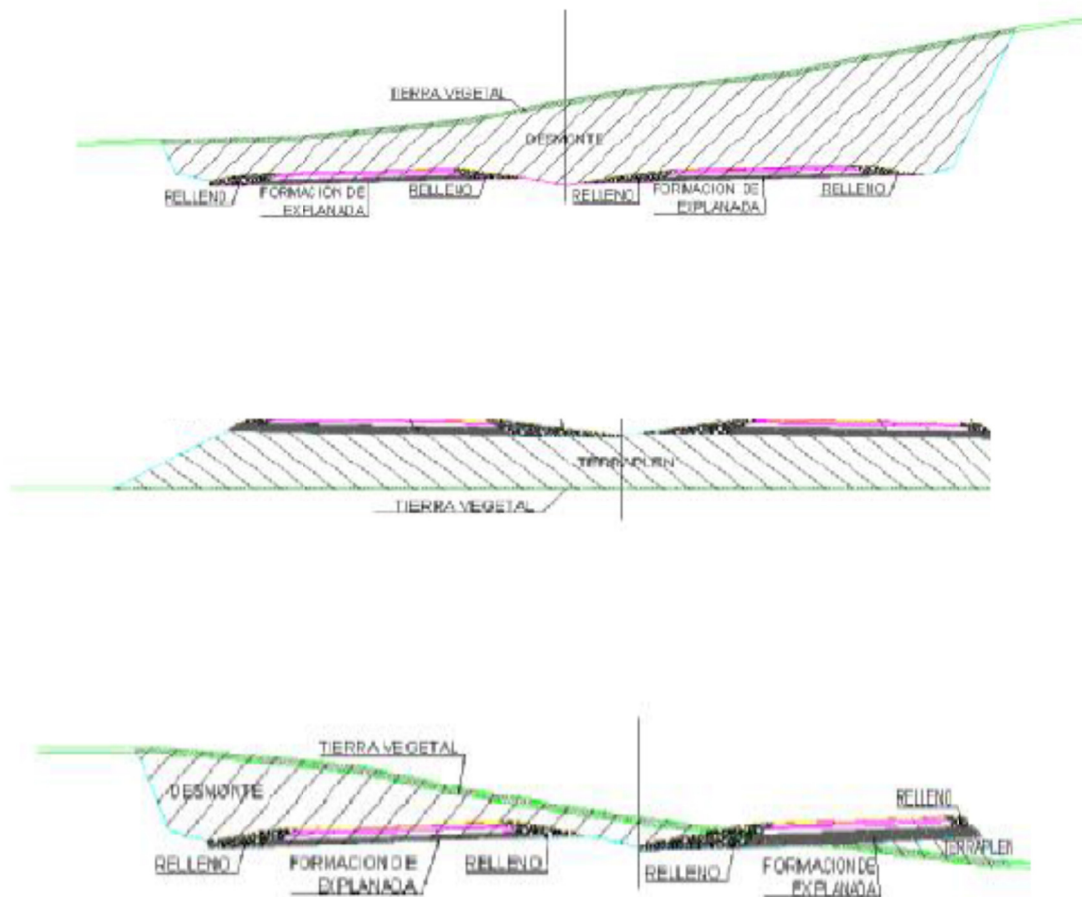 TIERRA VEGETAL
DESMONTE
RELLENO
FORMACION DE
EXPLANADA
RELLENO
RELLENO
FORMACION DE
EXPLANADA
RELLENO
TERRAPLEN
TIERRA VEGETAL
TIERRA VEGETAL
DESMONTE
RELLENO
RELLENO
FORMACION DE
EXPLANADA
RELLENO
RELLENO
FORMACION DE
EXPLANADA
TERRAPLEN